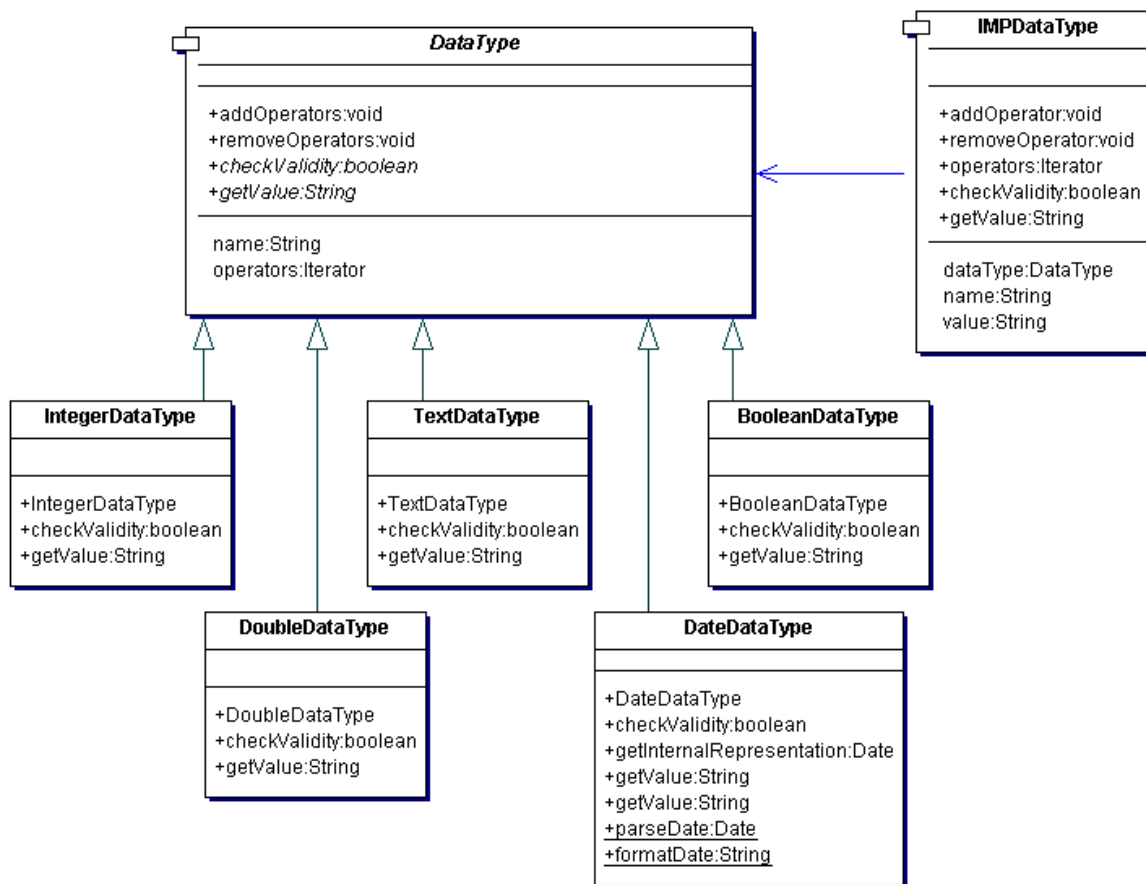 DataType
+addOperators:void
+removeOperators:void
+checkValidity:boolean
+getValue:String
name:String
operators:Iterator
IMPDataType
+addOperator:void
+removeOperator:void
+operators:Iterator
+checkValidity:boolean
+getValue:String
dataType:DataType
name:String
value:String
IntegerDataType
+IntegerDataType
+checkValidity:boolean
+getValue:String
TextDataType
+TextDataType
+checkValidity:boolean
+getValue:String
BooleanDataType
+BooleanDataType
+checkValidity:boolean
+getValue:String
DoubleDataType
+DoubleDataType
+checkValidity:boolean
+getValue:String
DateDataType
+DateDataType
+checkValidity:boolean
+getInternalRepresentation:Date
+getValue:String
+getValue:String
+parseDate:Date
+formatDate:String